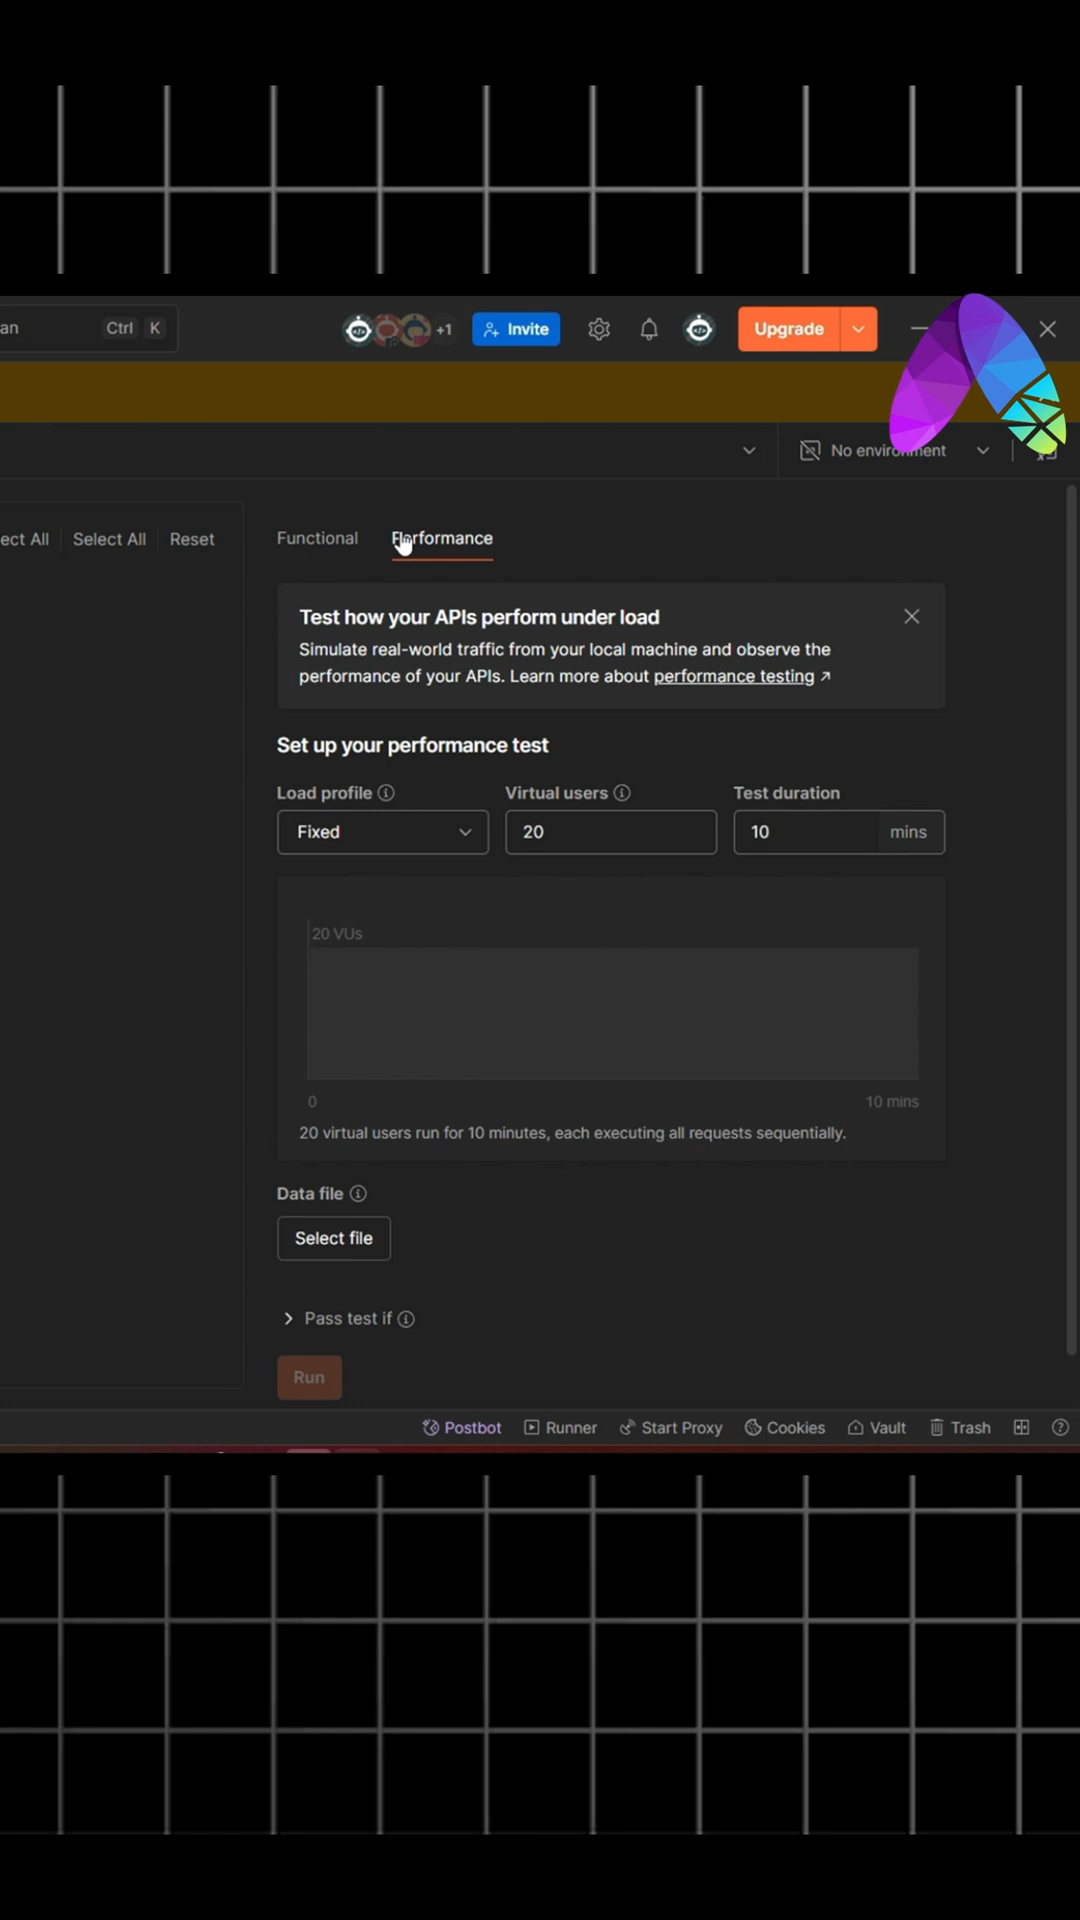 an Ctrl K +1 Invite Upgrade
No environment
ect All Select All Reset Functional Performance
Test how your APIs perform under load
Simulate real-world traffic from your local machine and observe the
performance of your APIs. Learn more about performance testing ↗
Set up your performance test
Load profile Virtual users Test duration
Fixed 20 10 mins
20 VUs
0 10 mins
20 virtual users run for 10 minutes, each executing all requests sequentially.
Data file
Select file
Pass test if
Run
Postbot Runner Start Proxy Cookies Vault Trash